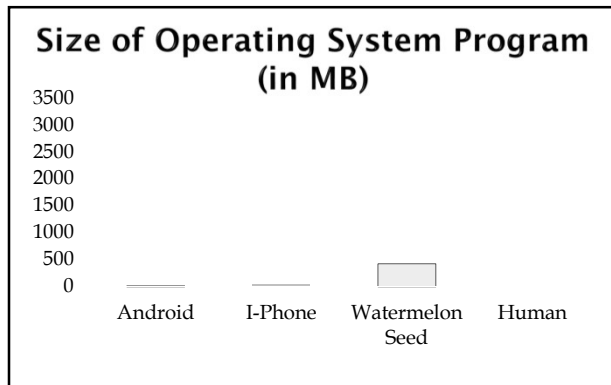 Size of Operating System Program
(in MB)
3500
3000
2500
2000
1500
1000
500
0
Android I-Phone Watermelon Seed Human